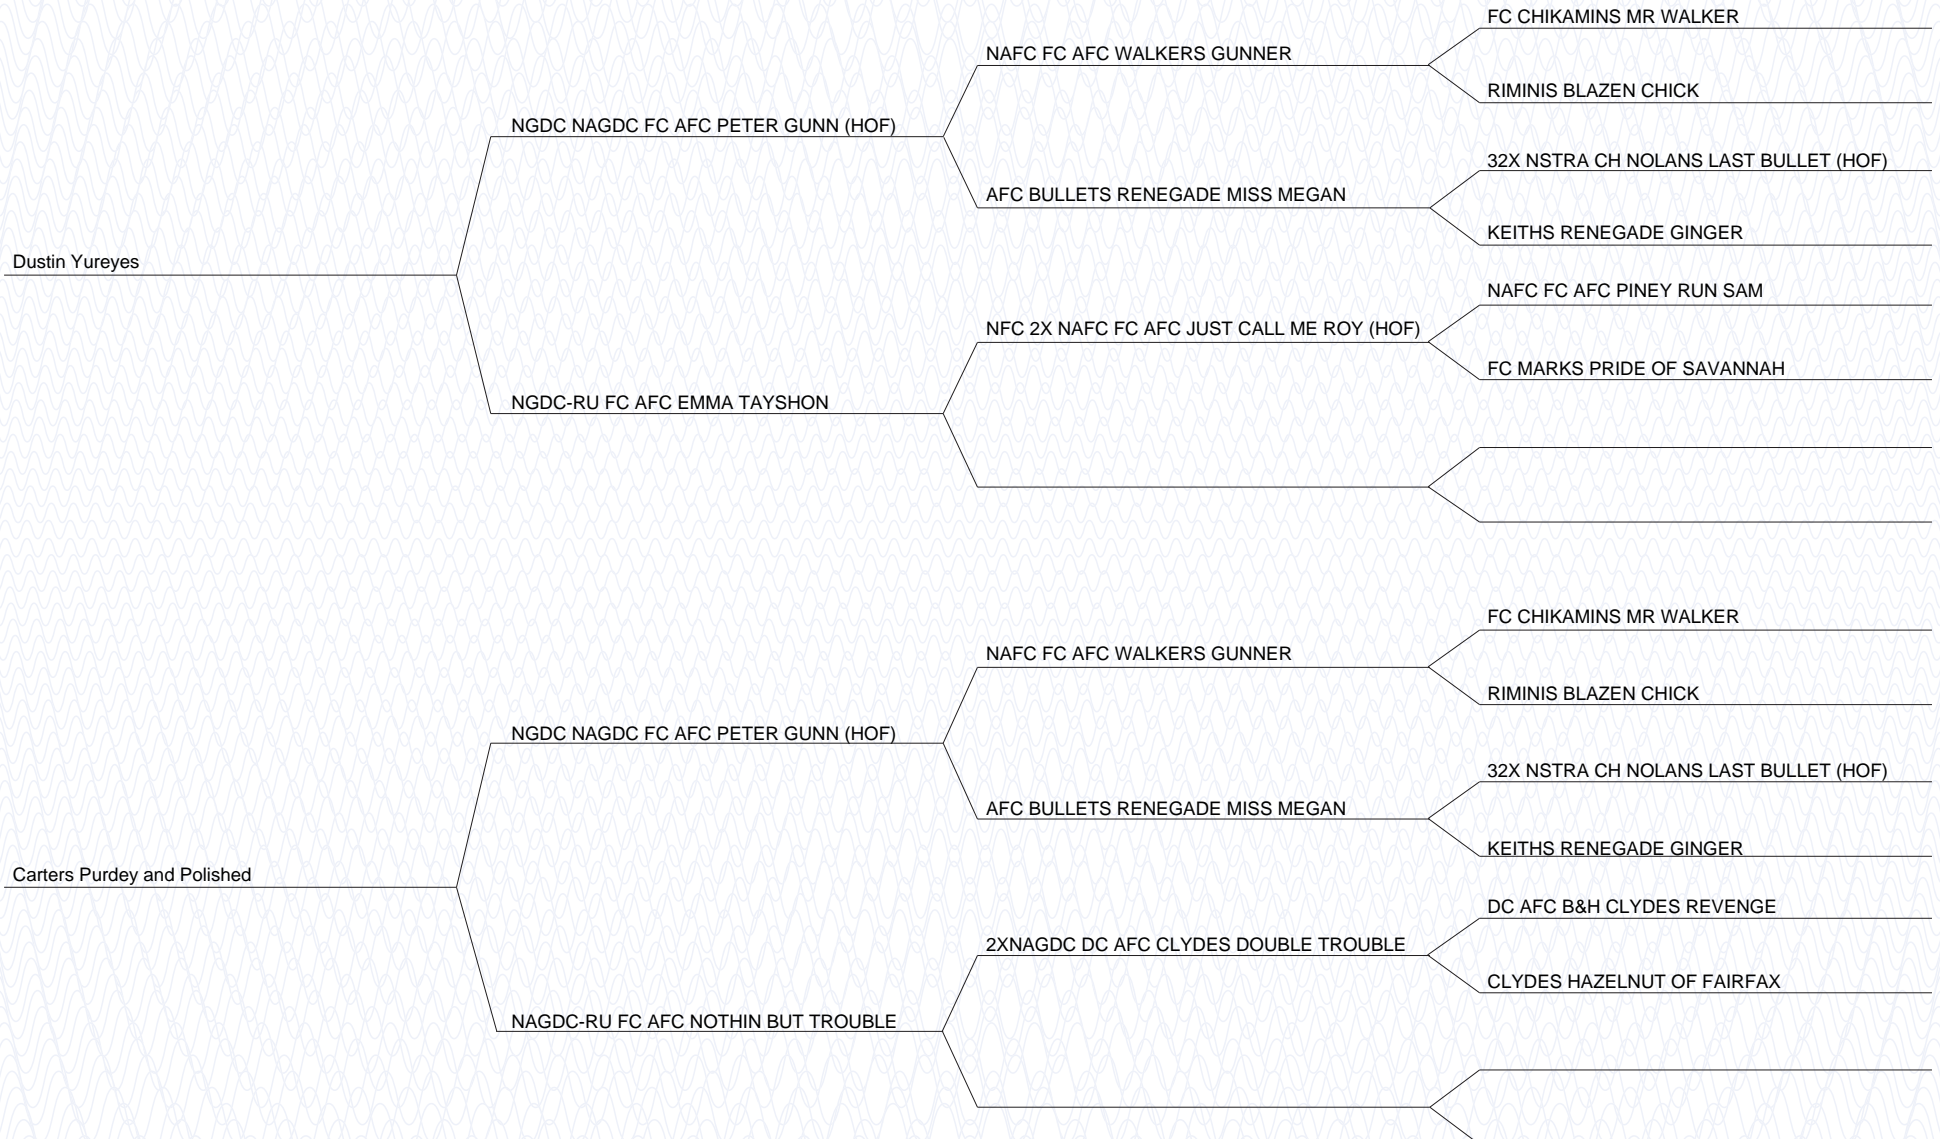 FC CHIKAMINS MR WALKER
NAFC FC AFC WALKERS GUNNER
RIMINIS BLAZEN CHICK
NGDC NAGDC FC AFC PETER GUNN (HOF)
32X NSTRA CH NOLANS LAST BULLET (HOF)
AFC BULLETS RENEGADE MISS MEGAN
KEITHS RENEGADE GINGER
Dustin Yureyes
NAFC FC AFC PINEY RUN SAM
NFC 2X NAFC FC AFC JUST CALL ME ROY (HOF)
FC MARKS PRIDE OF SAVANNAH
NGDC-RU FC AFC EMMA TAYSHON
FC CHIKAMINS MR WALKER
NAFC FC AFC WALKERS GUNNER
RIMINIS BLAZEN CHICK
NGDC NAGDC FC AFC PETER GUNN (HOF)
32X NSTRA CH NOLANS LAST BULLET (HOF)
AFC BULLETS RENEGADE MISS MEGAN
KEITHS RENEGADE GINGER
Carters Purdey and Polished
DC AFC B&H CLYDES REVENGE
2XNAGDC DC AFC CLYDES DOUBLE TROUBLE
CLYDES HAZELNUT OF FAIRFAX
NAGDC-RU FC AFC NOTHIN BUT TROUBLE